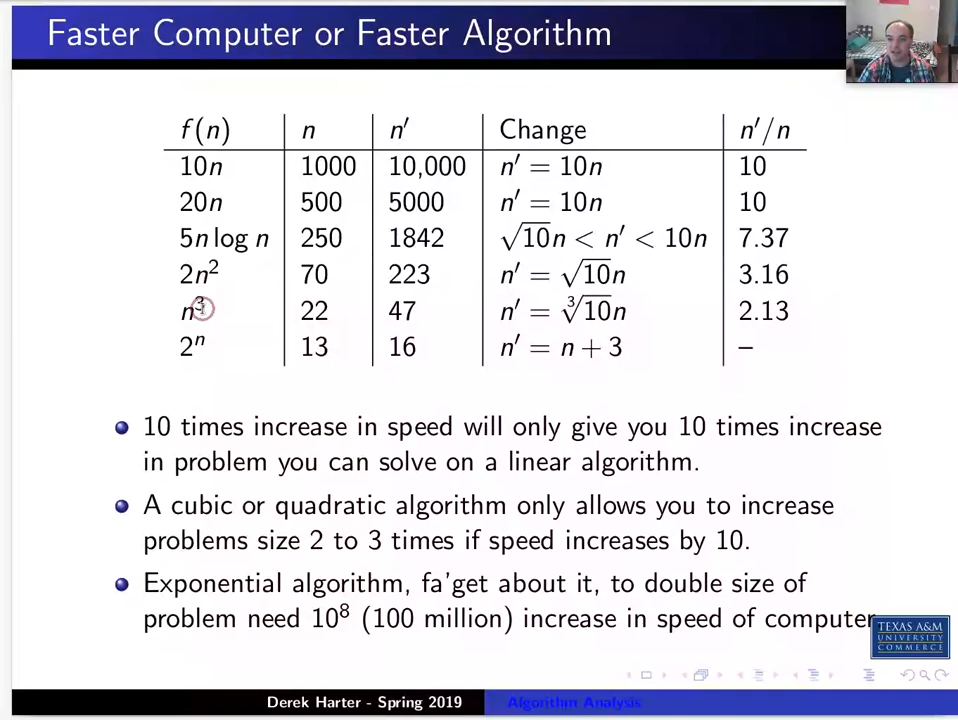 Faster Computer or Faster Algorithm
f(n) n n′ Change n′/n
10n 1000 10,000 n′ = 10n 10
20n 500 5000 n′ = 10n 10
5n log n 250 1842 √10n < n′ < 10n 7.37
2n² 70 223 n′ = √10n 3.16
n³ 22 47 n′ = ∛10n 2.13
2ⁿ 13 16 n′ = n + 3 –
10 times increase in speed will only give you 10 times increase
in problem you can solve on a linear algorithm.
A cubic or quadratic algorithm only allows you to increase
problems size 2 to 3 times if speed increases by 10.
Exponential algorithm, fa'get about it, to double size of
problem need 10⁸ (100 million) increase in speed of computer
TEXAS A&M
UNIVERSITY
COMMERCE
Derek Harter - Spring 2019 Algorithm Analysis